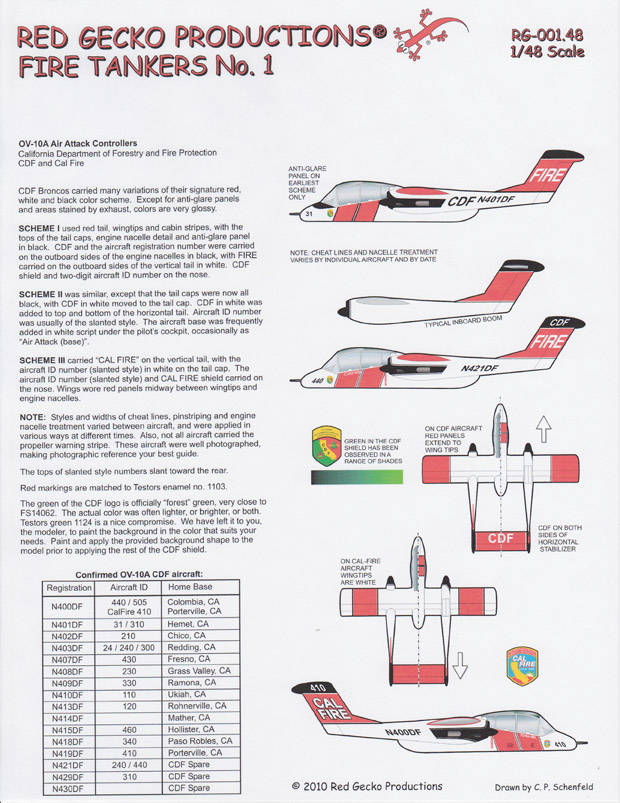 RED GECKO PRODUCTIONS®
FIRE TANKERS No. 1
RG-001.48
1/48 Scale
OV-10A Air Attack Controllers
California Department of Forestry and Fire Protection
CDF and Cal Fire
CDF Broncos carried many variations of their signature red,
white and black color scheme. Except for anti-glare panels
and areas stained by exhaust, colors are very glossy.
SCHEME I used red tail, wingtips and cabin stripes, with the
tops of the tail caps, engine nacelle detail and anti-glare panel
in black. CDF and the aircraft registration number were carried
on the outboard sides of the engine nacelles in black, with FIRE
carried on the outboard sides of the vertical tail in white. CDF
shield and two-digit aircraft ID number on the nose.
SCHEME II was similar, except that the tail caps were now all
black, with CDF in white moved to the tail cap. CDF in white was
added to top and bottom of the horizontal tail. Aircraft ID number
was usually of the slanted style. The aircraft base was frequently
added in white script under the pilot's cockpit, occasionally as
"Air Attack (base)".
SCHEME III carried "CAL FIRE" on the vertical tail, with the
aircraft ID number (slanted style) in white on the tail cap. The
aircraft ID number (slanted) and CAL FIRE shield carried on
the nose. Wings wore red panels midway between wingtips and
engine nacelles.
NOTE: Styles and widths of cheat lines, pinstriping and engine
nacelle treatment varied between aircraft, and were applied in
various ways at different times. Also, not all aircraft carried the
propeller warning stripe. These aircraft were well photographed,
making photographic reference your best guide.
The tops of slanted style numbers slant toward the rear.
Red markings are matched to Testors enamel no. 1103.
The green of the CDF logo is officially "forest" green, very close to
FS14062. The actual color was often lighter, or brighter, or both.
Testors green 1124 is a nice compromise. We have left it to you,
the modeler, to paint the background in the color that suits your
needs. Paint and apply the provided background shape to the
model prior to applying the rest of the CDF shield.
Confirmed OV-10A CDF aircraft:
Registration Aircraft ID Home Base
N400DF 440 / 505 Colombia, CA
CalFire 410 Porterville, CA
N401DF 31 / 310 Hemet, CA
N402DF 210 Chico, CA
N403DF 24 / 240 / 300 Redding, CA
N407DF 430 Fresno, CA
N408DF 230 Grass Valley, CA
N409DF 330 Ramona, CA
N410DF 110 Ukiah, CA
N413DF 120 Rohnerville, CA
N414DF Mather, CA
N415DF 460 Hollister, CA
N418DF 340 Paso Robles, CA
N419DF 410 Porterville, CA
N421DF 240 / 440 CDF Spare
N429DF 310 CDF Spare
N430DF CDF Spare
ANTI-GLARE
PANEL ON
EARLIEST
SCHEME
ONLY
FIRE
CDF N401DF
31
NOTE: CHEAT LINES AND NACELLE TREATMENT
VARIES BY INDIVIDUAL AIRCRAFT AND BY DATE
TYPICAL INBOARD BOOM
CDF
FIRE
N421DF
440
GREEN IN THE CDF
SHIELD HAS BEEN
OBSERVED IN A
RANGE OF SHADES
ON CDF AIRCRAFT
RED PANELS
EXTEND TO
WING TIPS
CDF
CDF ON BOTH
SIDES OF
HORIZONTAL
STABILIZER
ON CAL-FIRE
AIRCRAFT
WINGTIPS
ARE WHITE
CAL
FIRE
410
CAL
FIRE
N400DF
410
© 2010 Red Gecko Productions
Drawn by C. P. Schenfeld